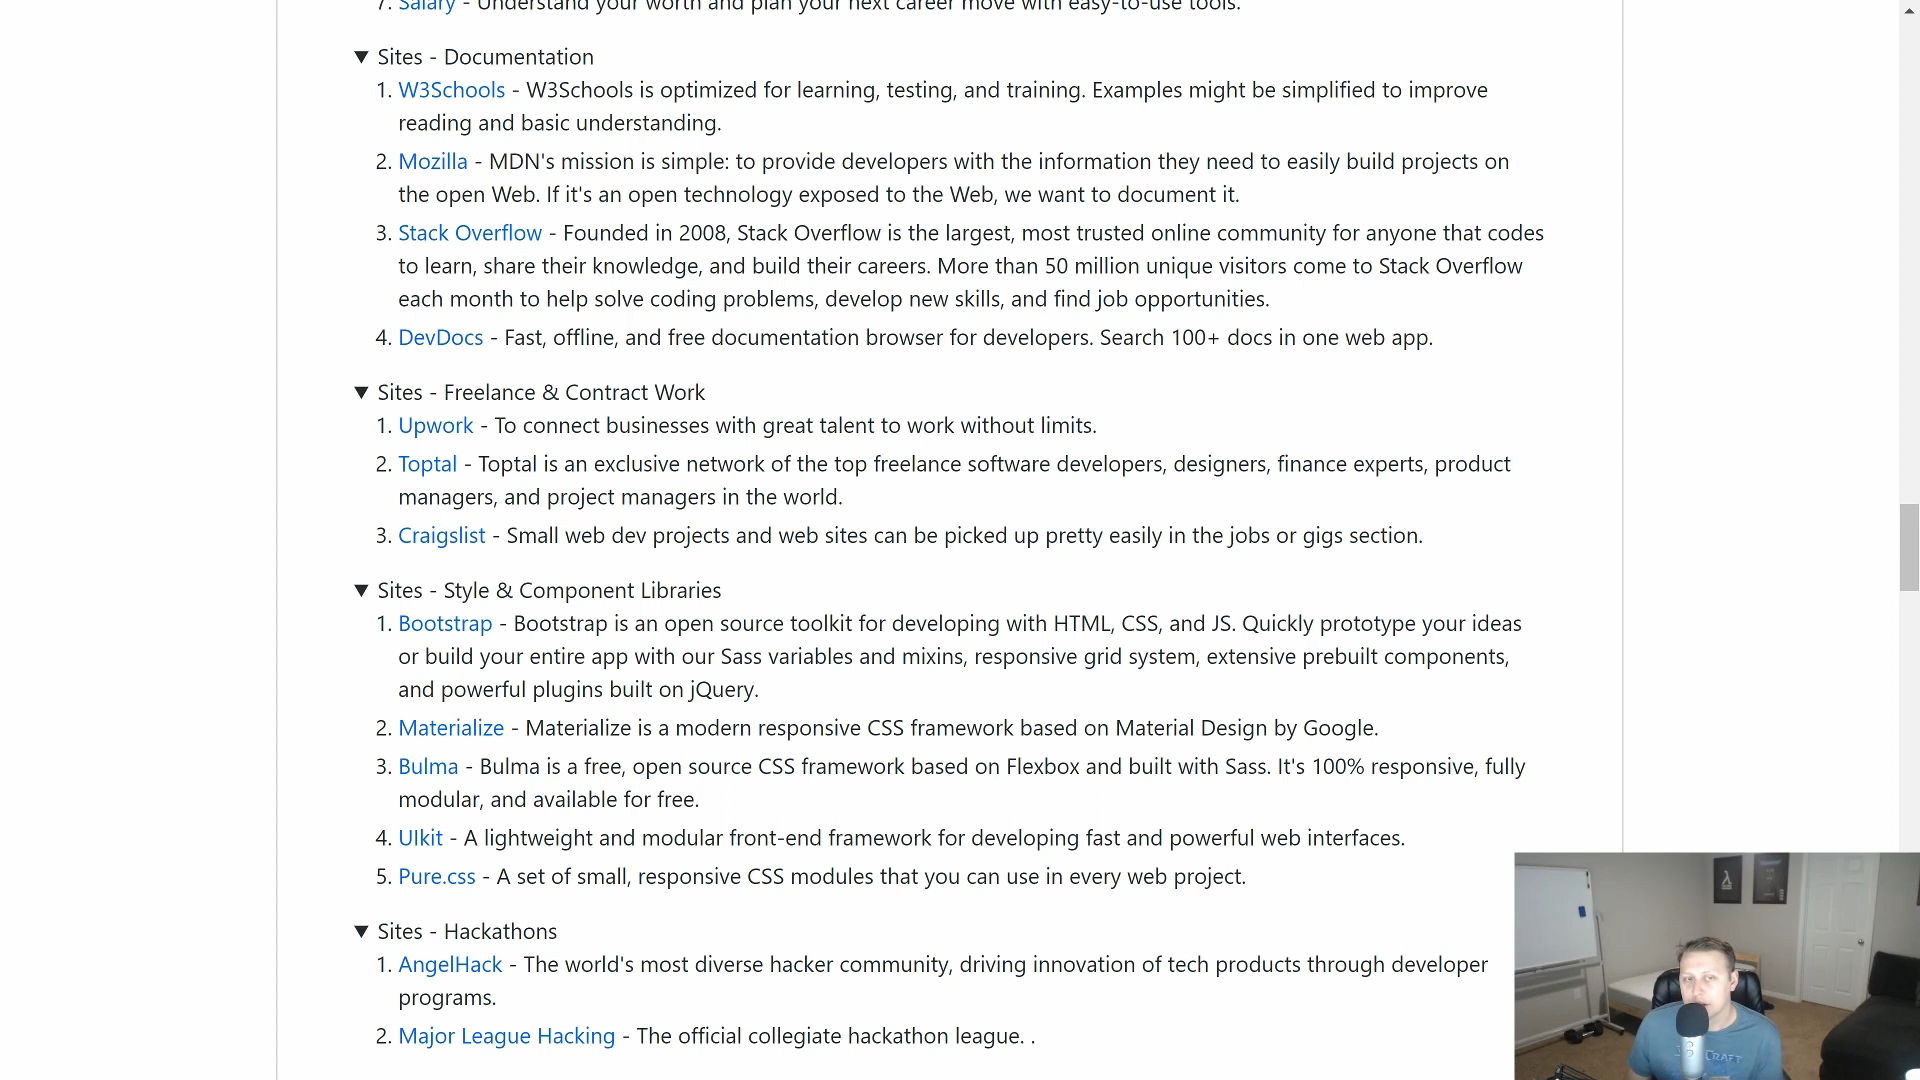 7. Salary - Understand your worth and plan your next career move with easy-to-use tools.
▼ Sites - Documentation
1. W3Schools - W3Schools is optimized for learning, testing, and training. Examples might be simplified to improve
reading and basic understanding.
2. Mozilla - MDN's mission is simple: to provide developers with the information they need to easily build projects on
the open Web. If it's an open technology exposed to the Web, we want to document it.
3. Stack Overflow - Founded in 2008, Stack Overflow is the largest, most trusted online community for anyone that codes
to learn, share their knowledge, and build their careers. More than 50 million unique visitors come to Stack Overflow
each month to help solve coding problems, develop new skills, and find job opportunities.
4. DevDocs - Fast, offline, and free documentation browser for developers. Search 100+ docs in one web app.
▼ Sites - Freelance & Contract Work
1. Upwork - To connect businesses with great talent to work without limits.
2. Toptal - Toptal is an exclusive network of the top freelance software developers, designers, finance experts, product
managers, and project managers in the world.
3. Craigslist - Small web dev projects and web sites can be picked up pretty easily in the jobs or gigs section.
▼ Sites - Style & Component Libraries
1. Bootstrap - Bootstrap is an open source toolkit for developing with HTML, CSS, and JS. Quickly prototype your ideas
or build your entire app with our Sass variables and mixins, responsive grid system, extensive prebuilt components,
and powerful plugins built on jQuery.
2. Materialize - Materialize is a modern responsive CSS framework based on Material Design by Google.
3. Bulma - Bulma is a free, open source CSS framework based on Flexbox and built with Sass. It's 100% responsive, fully
modular, and available for free.
4. UIkit - A lightweight and modular front-end framework for developing fast and powerful web interfaces.
5. Pure.css - A set of small, responsive CSS modules that you can use in every web project.
▼ Sites - Hackathons
1. AngelHack - The world's most diverse hacker community, driving innovation of tech products through developer
programs.
2. Major League Hacking - The official collegiate hackathon league. .